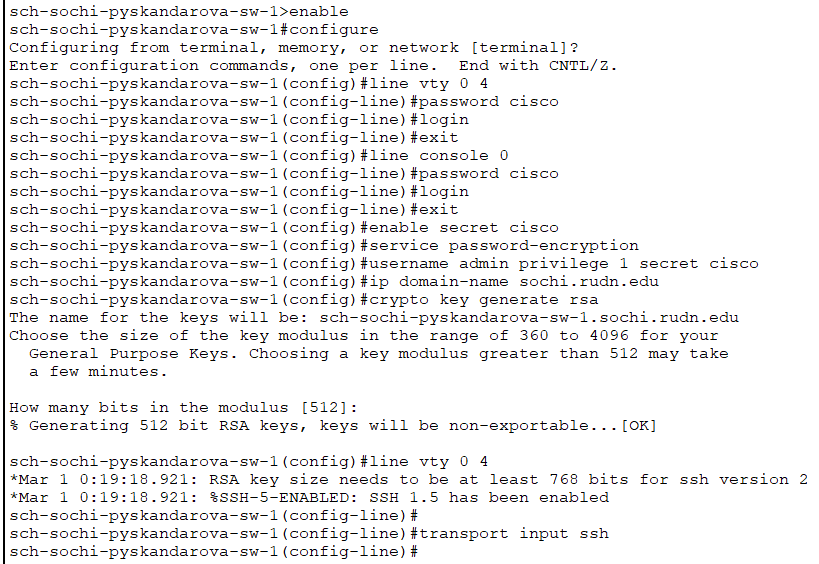 sch-sochi-pyskandarova-sw-1>enable
sch-sochi-pyskandarova-sw-1#configure
Configuring from terminal, memory, or network [terminal]?
Enter configuration commands, one per line.  End with CNTL/Z.
sch-sochi-pyskandarova-sw-1(config)#line vty 0 4
sch-sochi-pyskandarova-sw-1(config-line)#password cisco
sch-sochi-pyskandarova-sw-1(config-line)#login
sch-sochi-pyskandarova-sw-1(config-line)#exit
sch-sochi-pyskandarova-sw-1(config)#line console 0
sch-sochi-pyskandarova-sw-1(config-line)#password cisco
sch-sochi-pyskandarova-sw-1(config-line)#login
sch-sochi-pyskandarova-sw-1(config-line)#exit
sch-sochi-pyskandarova-sw-1(config)#enable secret cisco
sch-sochi-pyskandarova-sw-1(config)#service password-encryption
sch-sochi-pyskandarova-sw-1(config)#username admin privilege 1 secret cisco
sch-sochi-pyskandarova-sw-1(config)#ip domain-name sochi.rudn.edu
sch-sochi-pyskandarova-sw-1(config)#crypto key generate rsa
The name for the keys will be: sch-sochi-pyskandarova-sw-1.sochi.rudn.edu
Choose the size of the key modulus in the range of 360 to 4096 for your
  General Purpose Keys. Choosing a key modulus greater than 512 may take
  a few minutes.

How many bits in the modulus [512]:
% Generating 512 bit RSA keys, keys will be non-exportable...[OK]

sch-sochi-pyskandarova-sw-1(config)#line vty 0 4
*Mar 1 0:19:18.921: RSA key size needs to be at least 768 bits for ssh version 2
*Mar 1 0:19:18.921: %SSH-5-ENABLED: SSH 1.5 has been enabled
sch-sochi-pyskandarova-sw-1(config-line)#
sch-sochi-pyskandarova-sw-1(config-line)#transport input ssh
sch-sochi-pyskandarova-sw-1(config-line)#